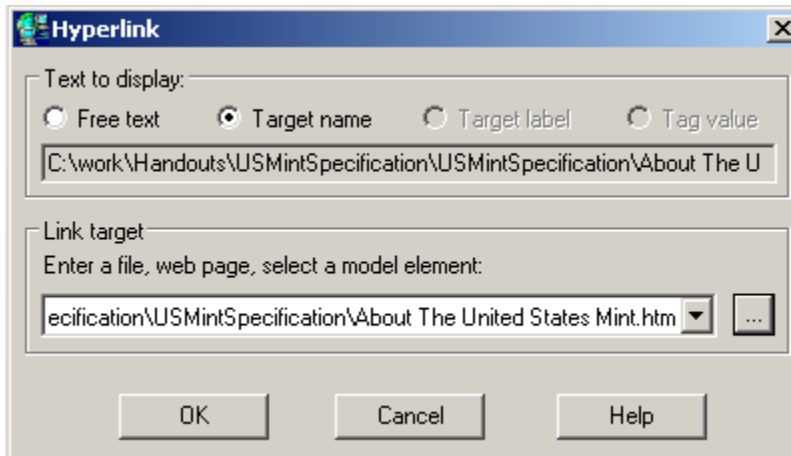 Hyperlink
Text to display:
Free text Target name Target label Tag value
C:\work\Handouts\USMintSpecification\USMintSpecification\About The U
Link target
Enter a file, web page, select a model element:
ecification\USMintSpecification\About The United States Mint.htm ...
OK Cancel Help